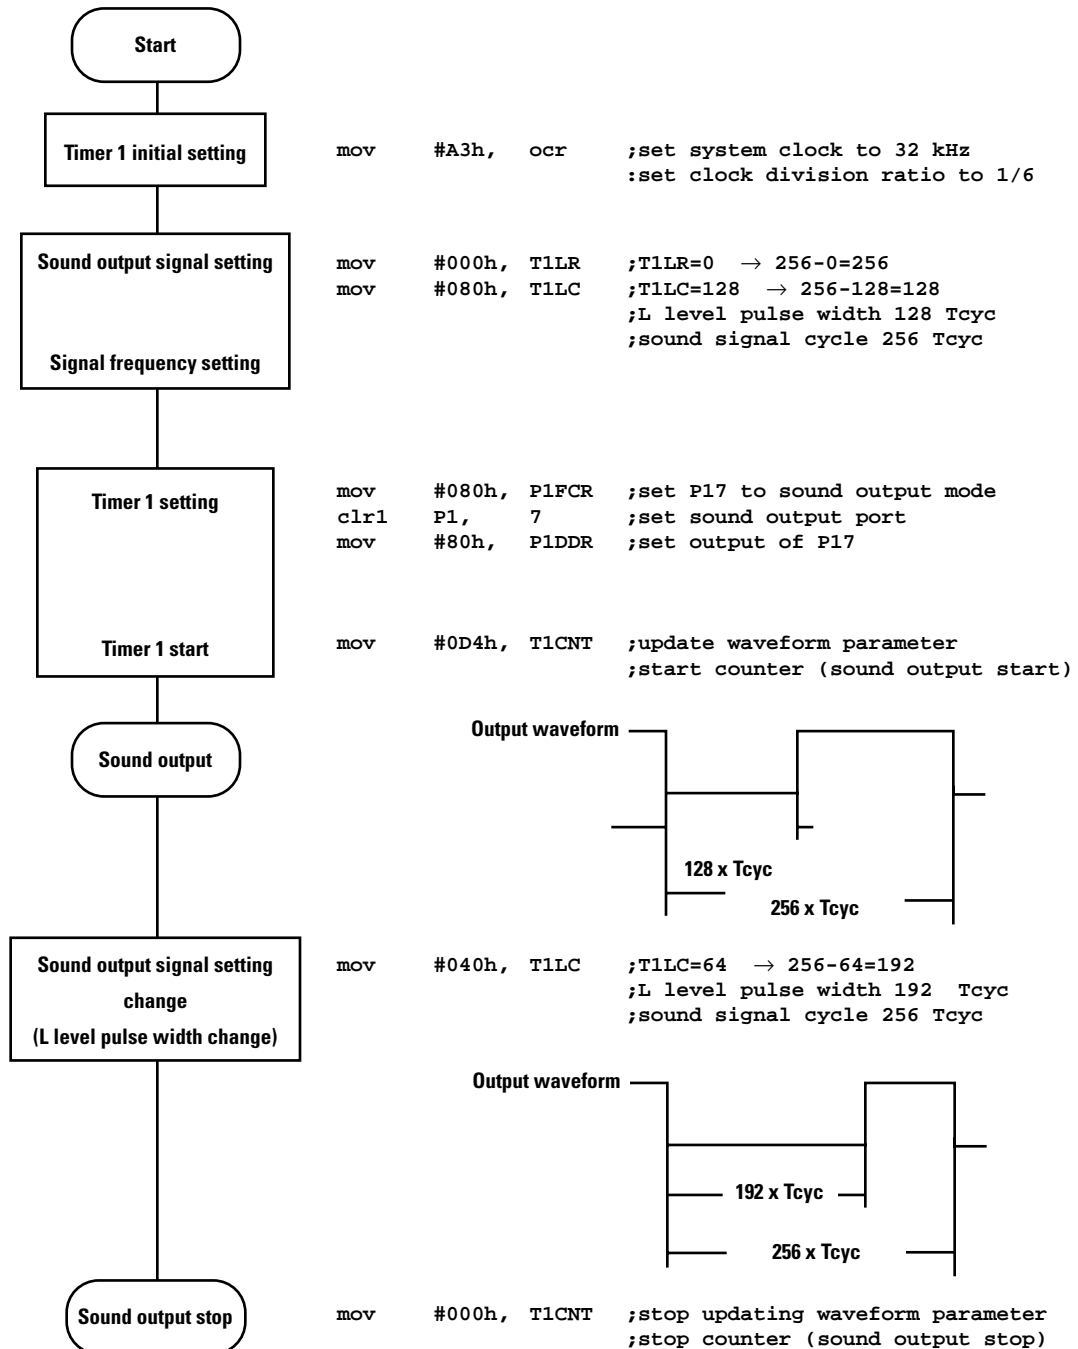 Start
Timer 1 initial setting
mov #A3h, ocr ;set system clock to 32 kHz
:set clock division ratio to 1/6
Sound output signal setting
mov #000h, T1LR ;T1LR=0 → 256-0=256
mov #080h, T1LC ;T1LC=128 → 256-128=128
;L level pulse width 128 Tcyc
;sound signal cycle 256 Tcyc
Signal frequency setting
Timer 1 setting
mov #080h, P1FCR ;set P17 to sound output mode
clr1 P1, 7 ;set sound output port
mov #80h, P1DDR ;set output of P17
Timer 1 start
mov #0D4h, T1CNT ;update waveform parameter
;start counter (sound output start)
Output waveform
Sound output
128 x Tcyc
256 x Tcyc
Sound output signal setting
change
(L level pulse width change)
mov #040h, T1LC ;T1LC=64 → 256-64=192
;L level pulse width 192 Tcyc
;sound signal cycle 256 Tcyc
Output waveform
192 x Tcyc
256 x Tcyc
Sound output stop
mov #000h, T1CNT ;stop updating waveform parameter
;stop counter (sound output stop)